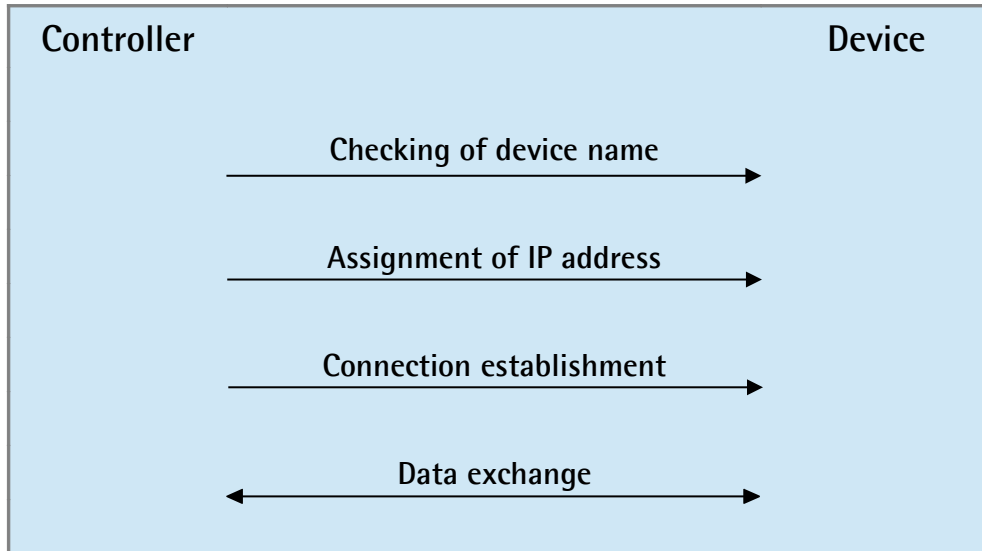 Controller
Device
Checking of device name
Assignment of IP address
Connection establishment
Data exchange